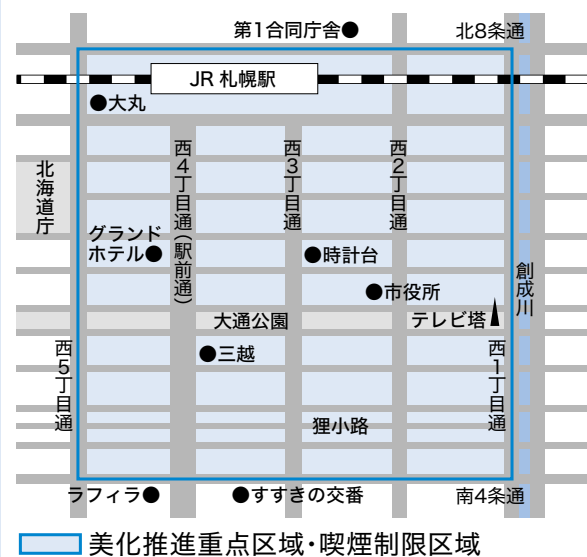 第1合同庁舎●
北8条通
JR札幌駅
●大丸
北海道庁
西4丁目通(駅前通)
西3丁目通
西2丁目通
グランド
ホテル●
●時計台
●市役所
創成川
大通公園
テレビ塔
西5丁目通
●三越
西1丁目通
狸小路
ラフィラ●
●すすきの交番
南4条通
美化推進重点区域・喫煙制限区域